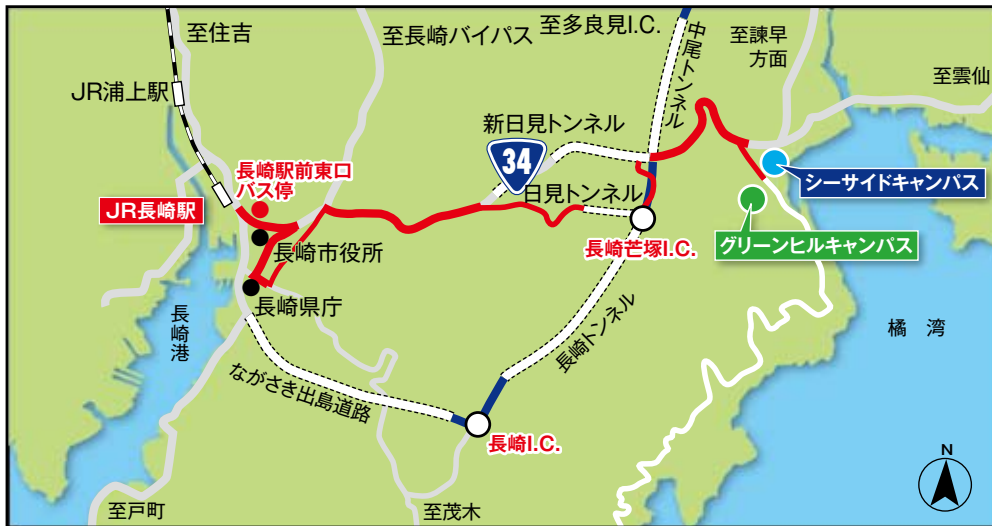 至住吉
至長崎バイパス
至多良見I.C.
中尾トンネル
至諫早
方面
至雲仙
JR浦上駅
新日見トンネル
34
長崎駅前東口
バス停
日見トンネル
シーサイドキャンパス
JR長崎駅
長崎市役所
長崎芒塚I.C.
グリーンヒルキャンパス
長崎県庁
長崎港
長崎トンネル
橘湾
ながさき出島道路
長崎I.C.
N
至戸町
至茂木